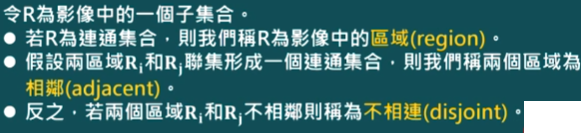 令R為影像中的一個子集合。
● 若R為連通集合，則我們稱R為影像中的區域(region)。
● 假設兩區域Ri和Rj聯集形成一個連通集合，則我們稱兩個區域為
相鄰(adjacent)。
● 反之，若兩個區域Ri和Rj不相鄰則稱為不相連(disjoint)。